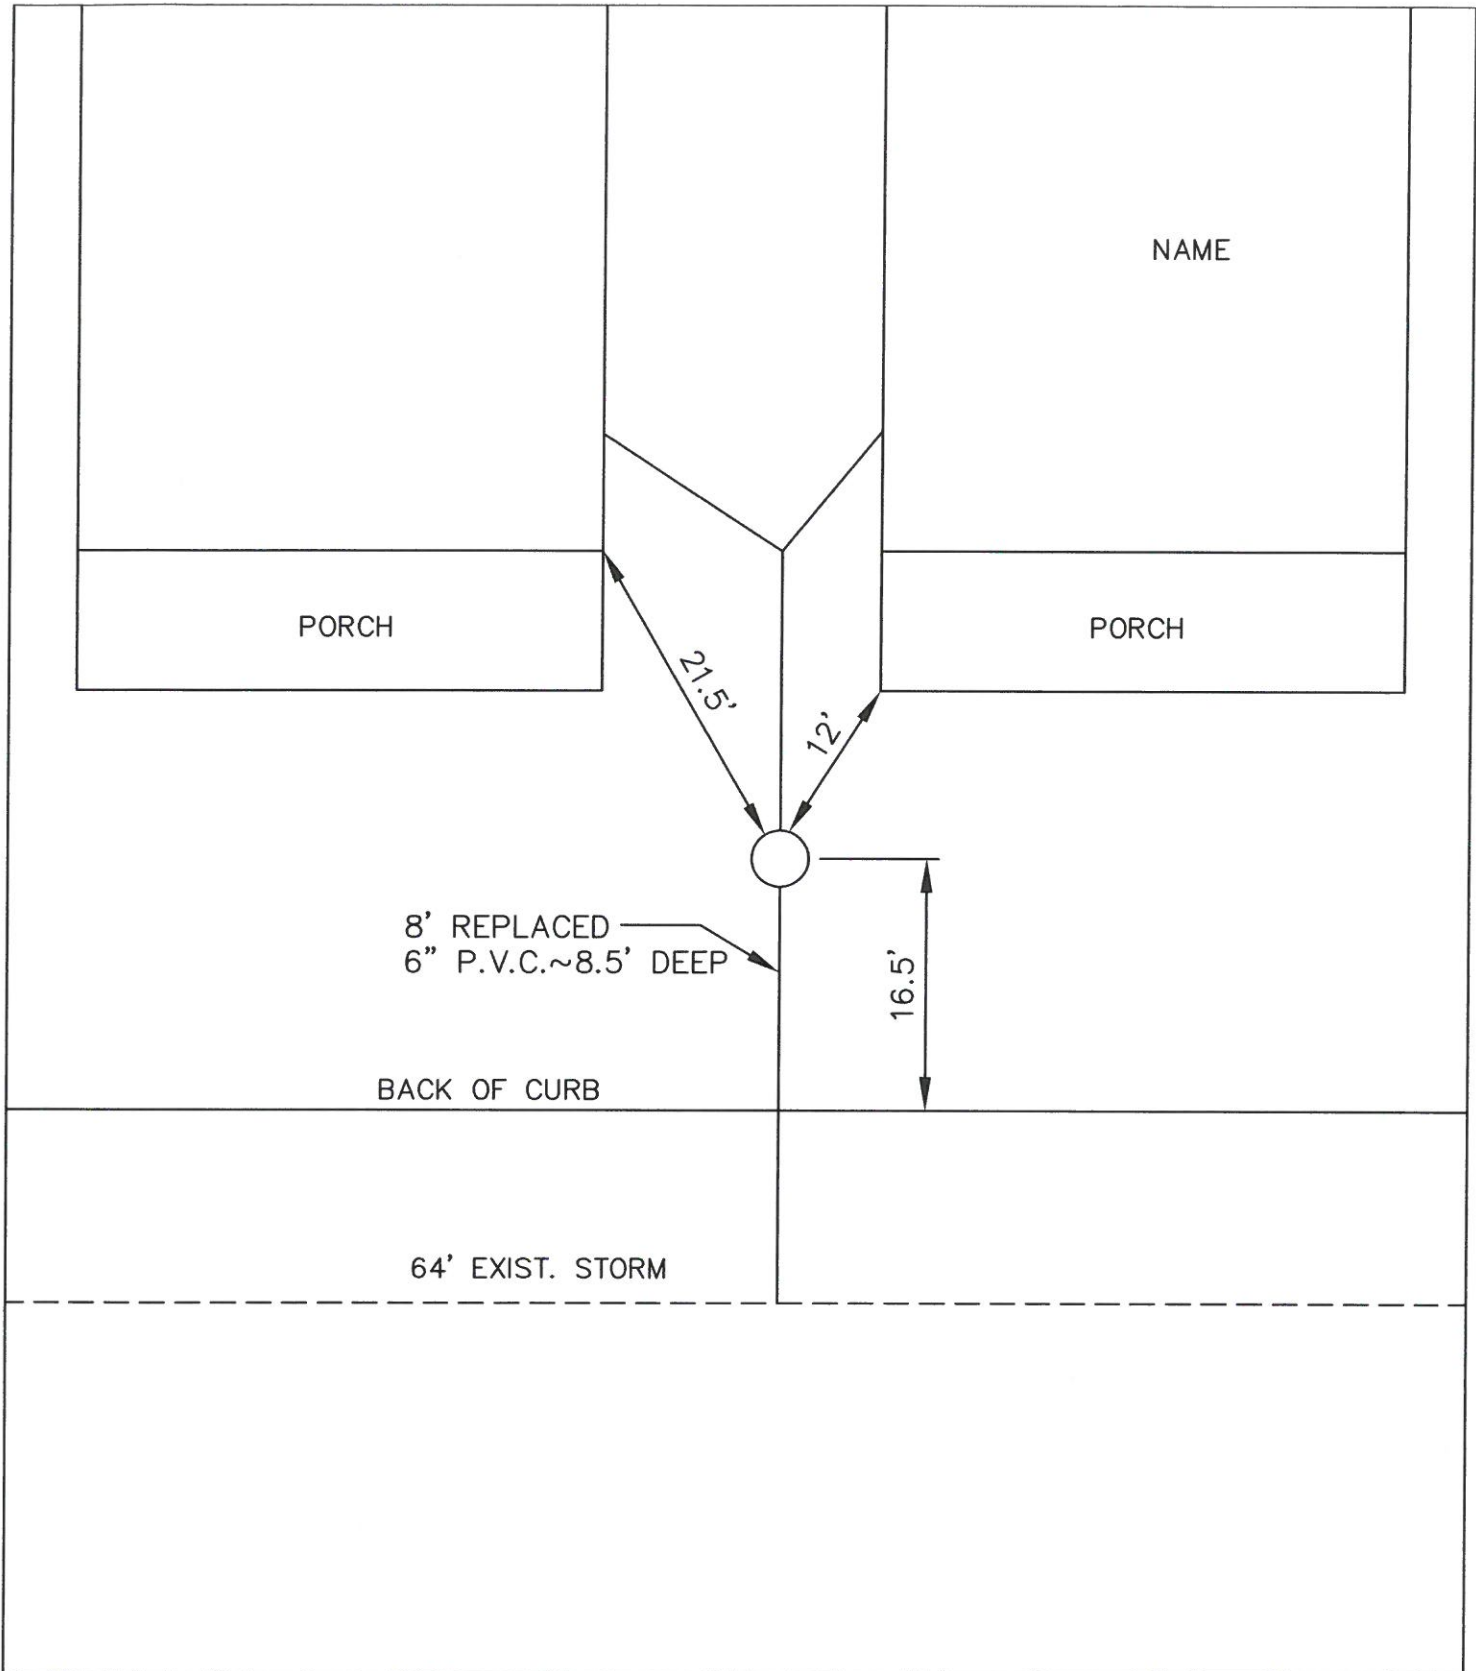 NAME
PORCH
PORCH
21.5’
12’
8’ REPLACED
6” P.V.C.~8.5’ DEEP
16.5’
BACK OF CURB
64’ EXIST. STORM